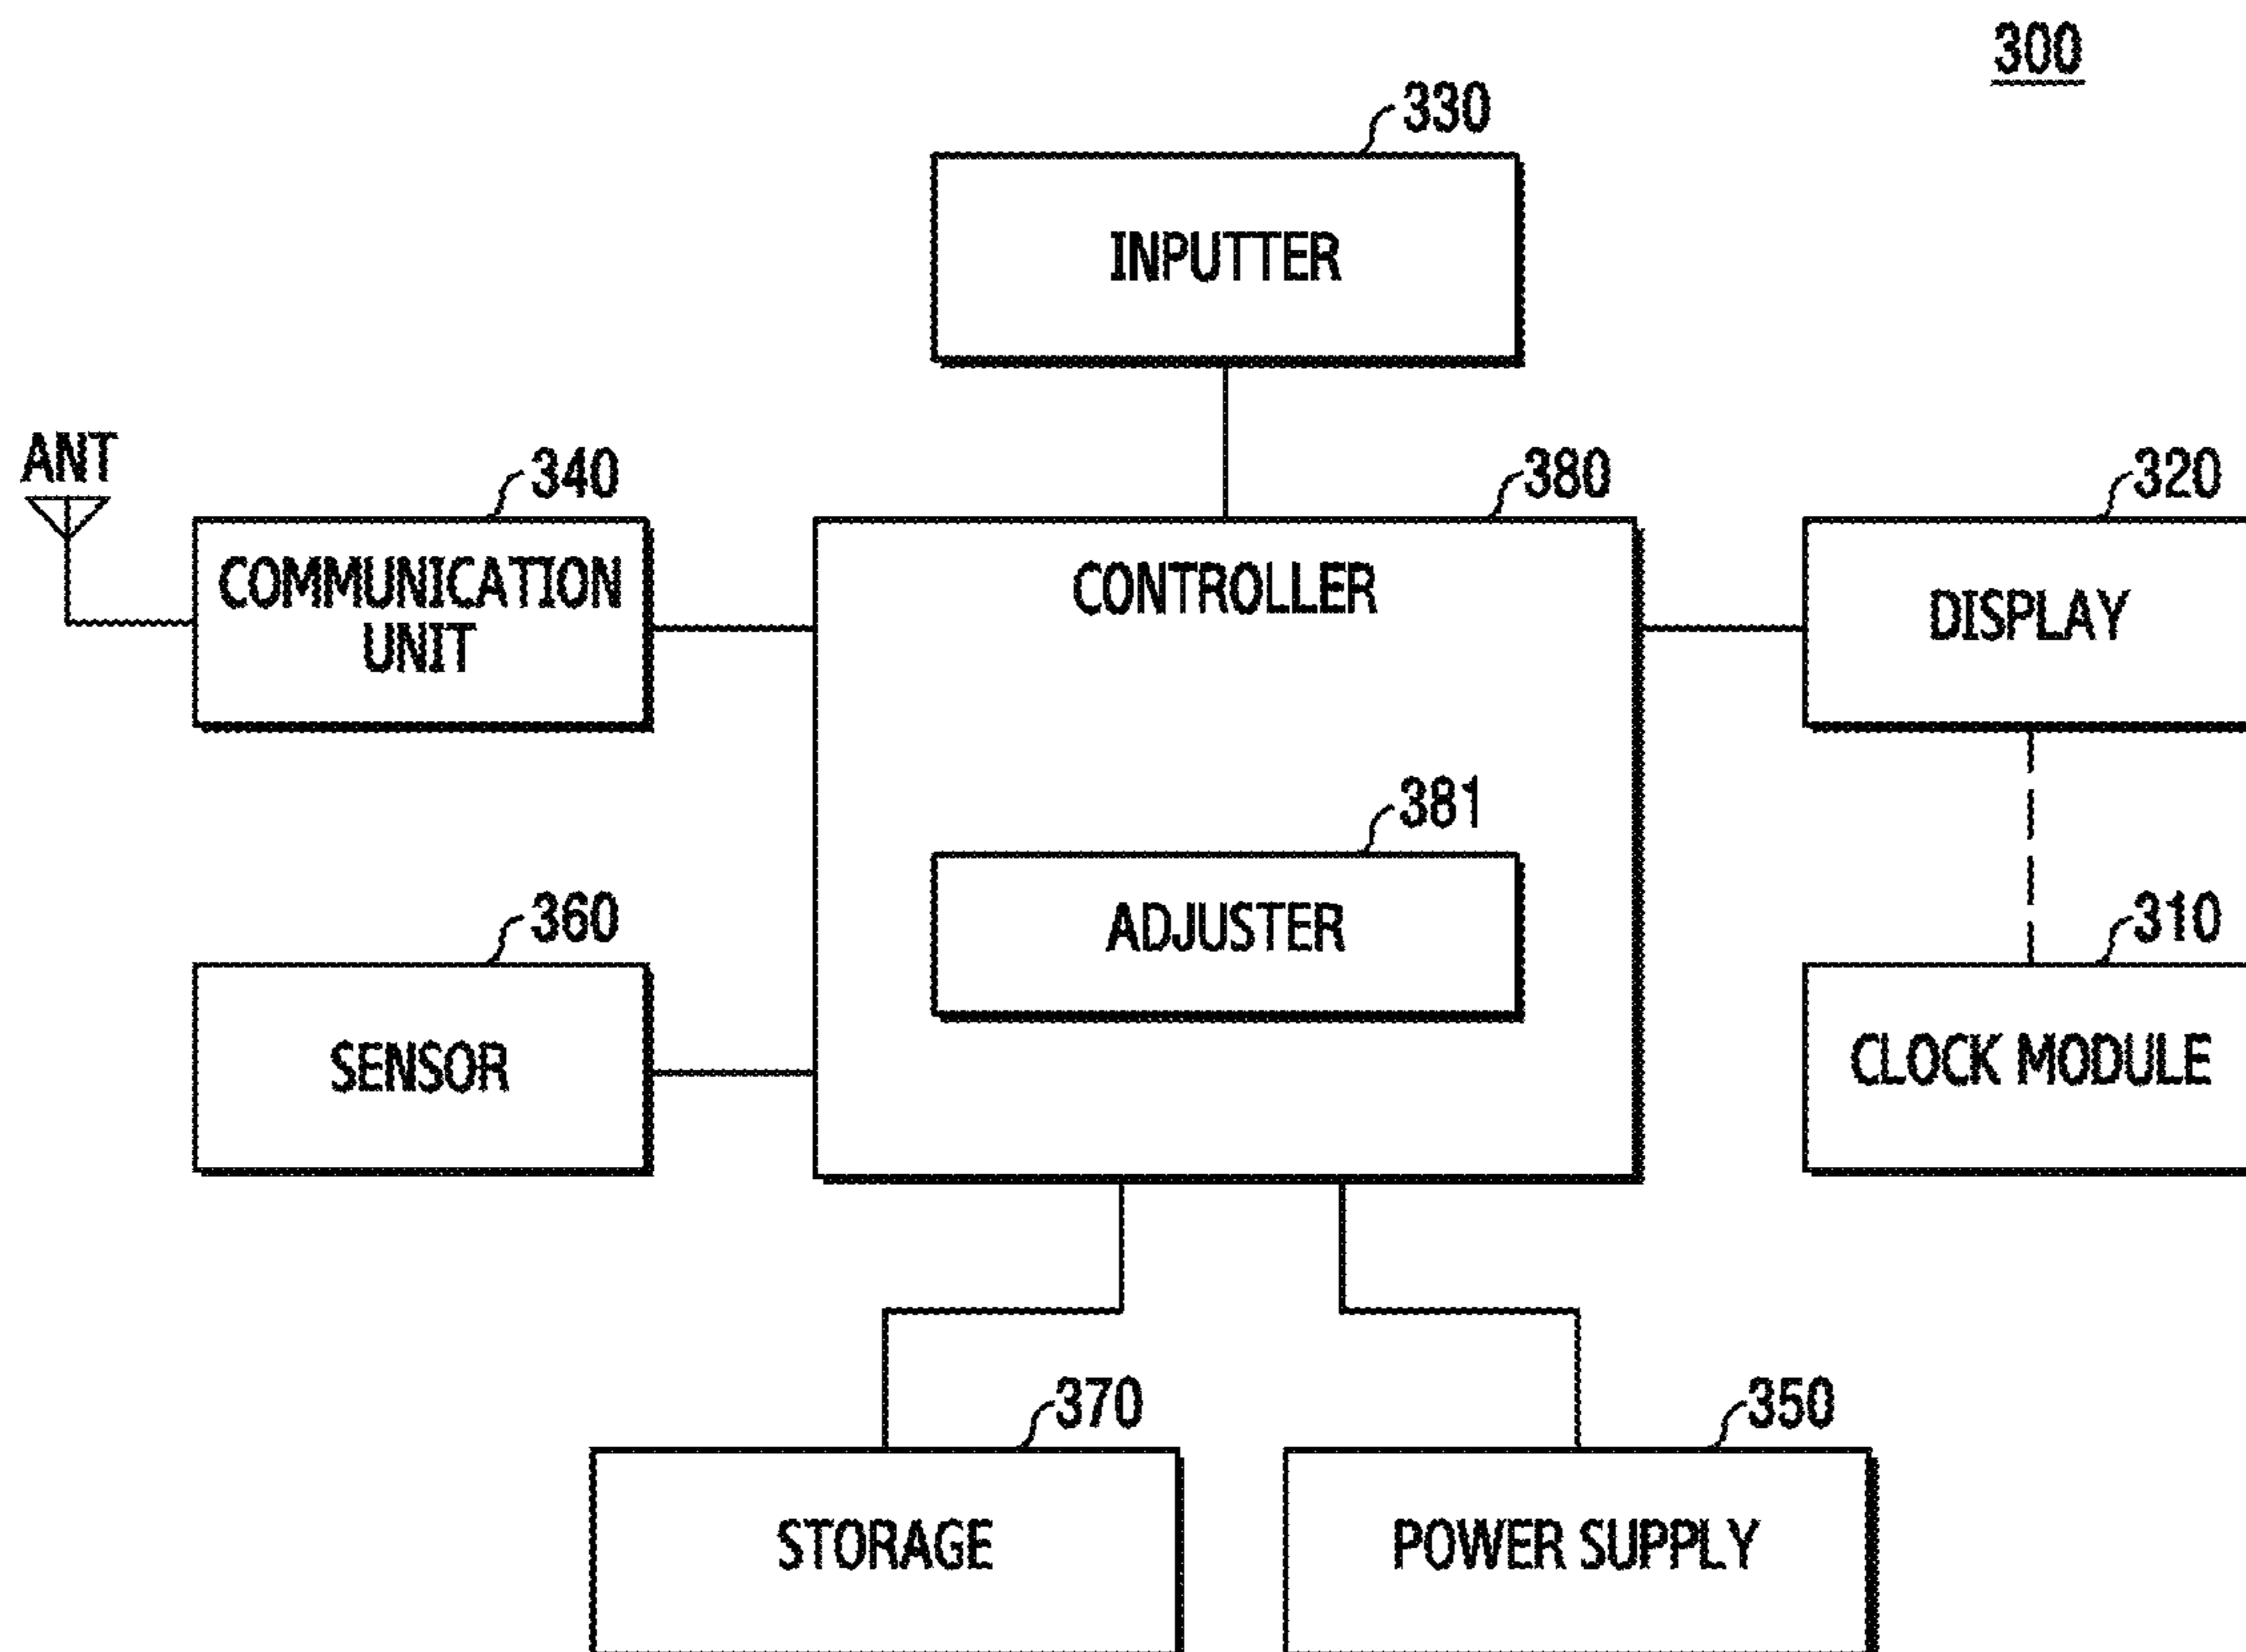 300
330
INPUTTER
ANT
340
380
320
COMMUNICATION
UNIT
CONTROLLER
DISPLAY
381
ADJUSTER
360
310
SENSOR
CLOCK MODULE
370
350
STORAGE
POWER SUPPLY